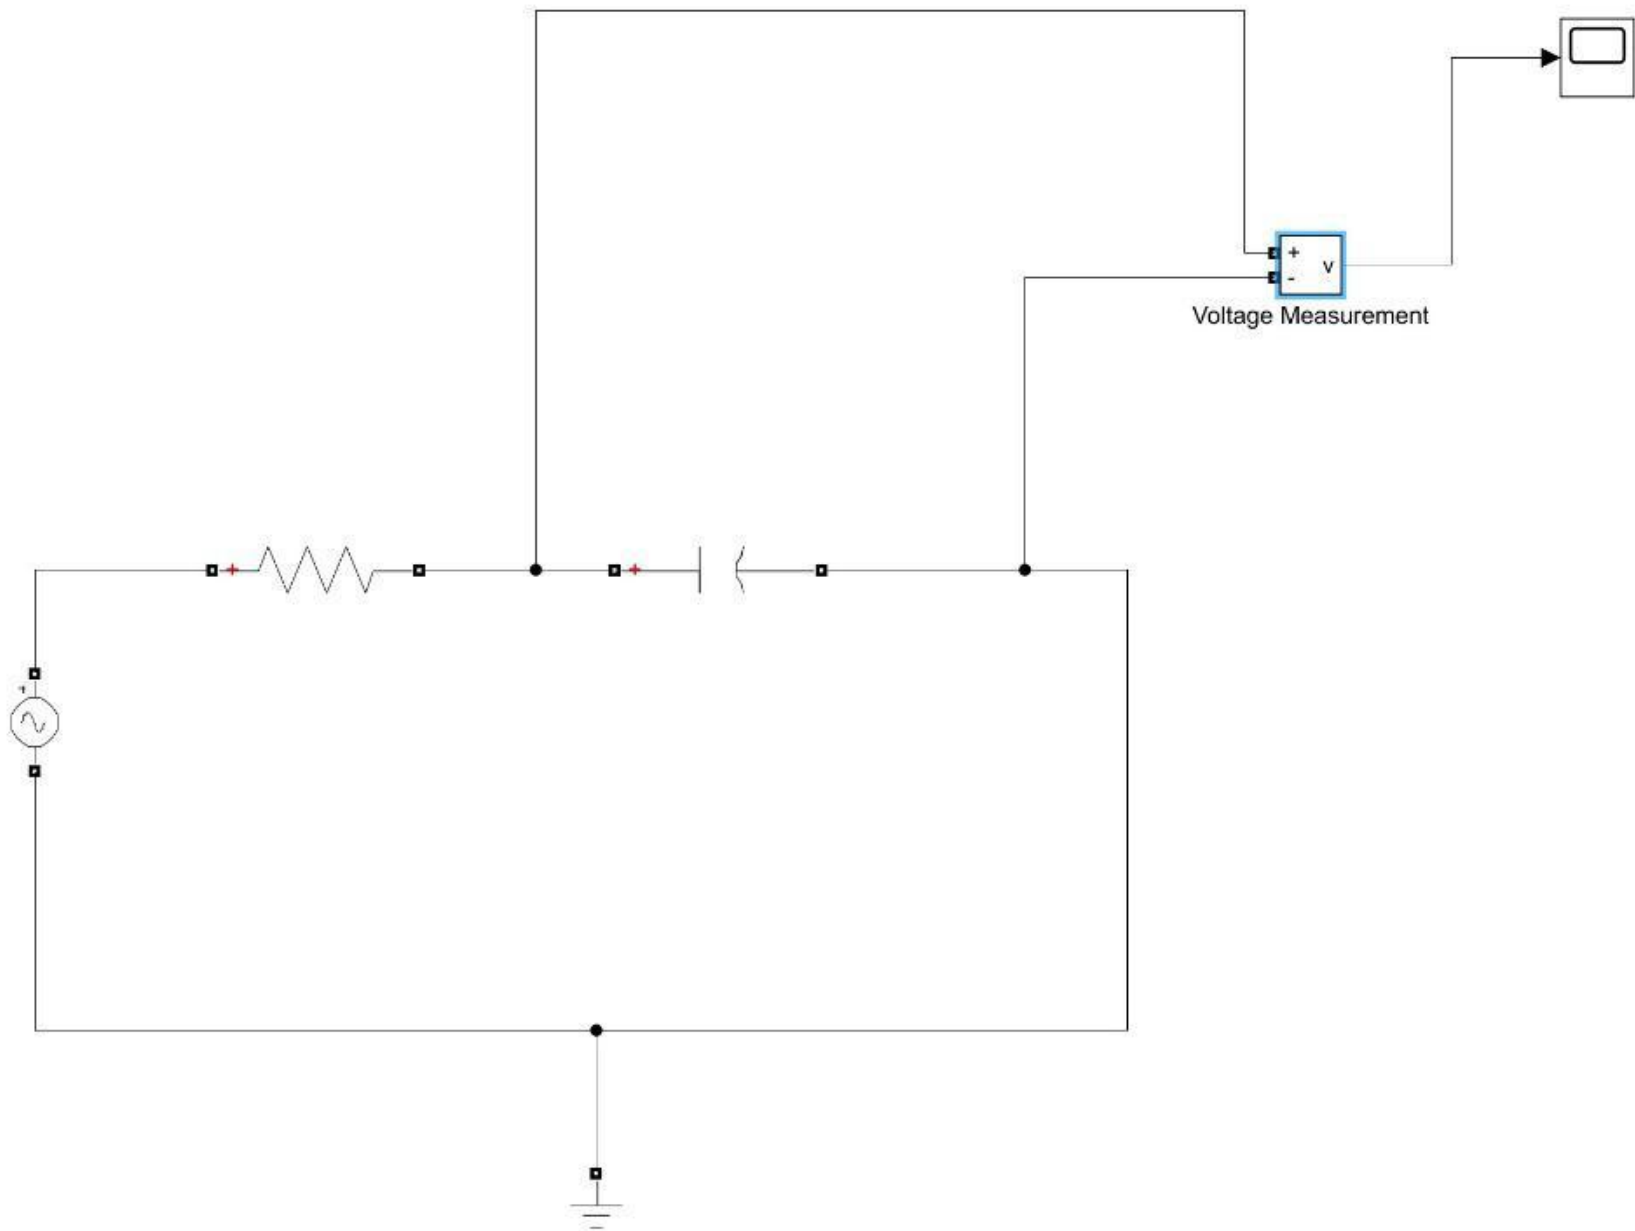 +
v
-
Voltage Measurement
+
+
+